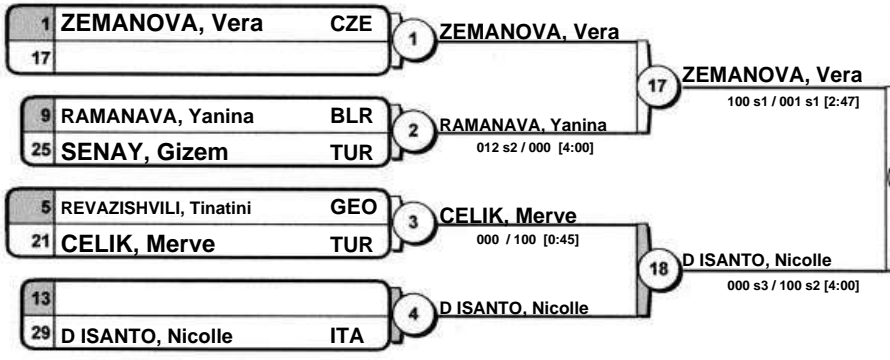 1 ZEMANOVA, Vera CZE
17
1
ZEMANOVA, Vera
9 RAMANAVA, Yanina BLR
25 SENAY, Gizem TUR
2
RAMANAVA, Yanina
012 s2 / 000 [4:00]
17
ZEMANOVA, Vera
100 s1 / 001 s1 [2:47]
5 REVAZISHVILI, Tinatini GEO
21 CELIK, Merve TUR
3
CELIK, Merve
000 / 100 [0:45]
13
29 D ISANTO, Nicolle ITA
4
D ISANTO, Nicolle
18
D ISANTO, Nicolle
000 s3 / 100 s2 [4:00]